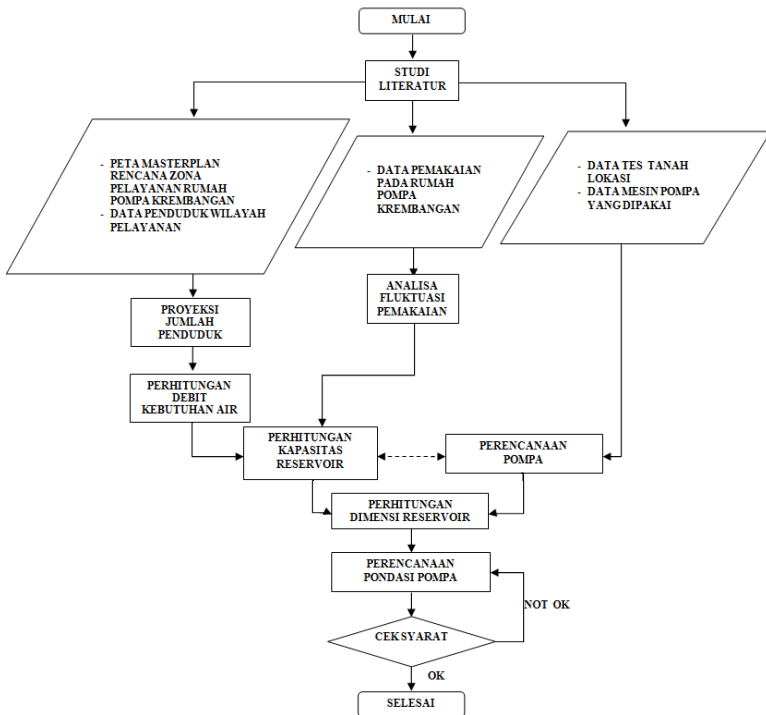 MULAI
STUDI
LITERATUR
- PETA MASTERPLAN
RENCANA ZONA
PELAYANAN RUMAH
POMPA KREMBANGAN
- DATA PENDUDUK WILAYAH
PELAYANAN
- DATA PEMAKAIAN
PADA RUMAH
POMPA
KREMBANGAN
- DATA TES TANAH
LOKASI
- DATA MESIN POMPA
YANG DIPAKAI
PROYEKSI
JUMLAH
PENDUDUK
ANALISA
FLUKTUASI
PEMAKAIAN
PERHITUNGAN
DEBIT
KEBUTUHAN AIR
PERHITUNGAN
KAPASITAS
RESERVOIR
PERENCANAAN
POMPA
PERHITUNGAN
DIMENSI RESERVOIR
PERENCANAAN
PONDASI POMPA
NOT OK
CEK SYARAT
OK
SELESAI